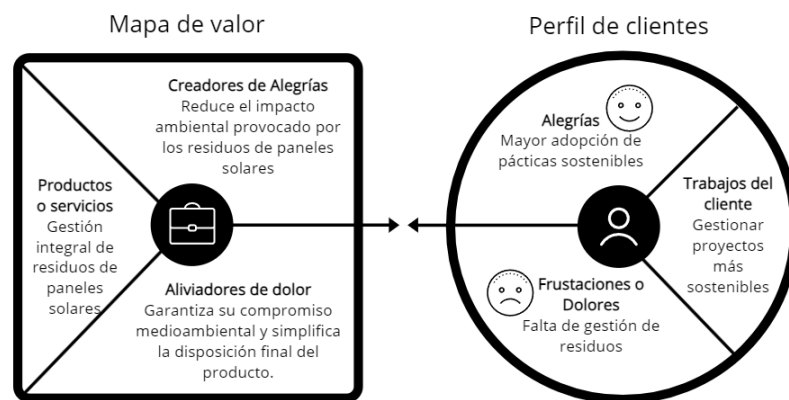 Mapa de valor
Creadores de Alegrías
Reduce el impacto
ambiental provocado por
los residuos de paneles
solares
Productos
o servicios
Gestión
integral de
residuos de
paneles
solares
Aliviadores de dolor
Garantiza su compromiso
medioambiental y simplifica
la disposición final del
producto.
Perfil de clientes
Alegrías
Mayor adopción de
pácticas sostenibles
Trabajos del
cliente
Gestionar
proyectos
más
sostenibles
Frustaciones o
Dolores
Falta de gestión de
residuos